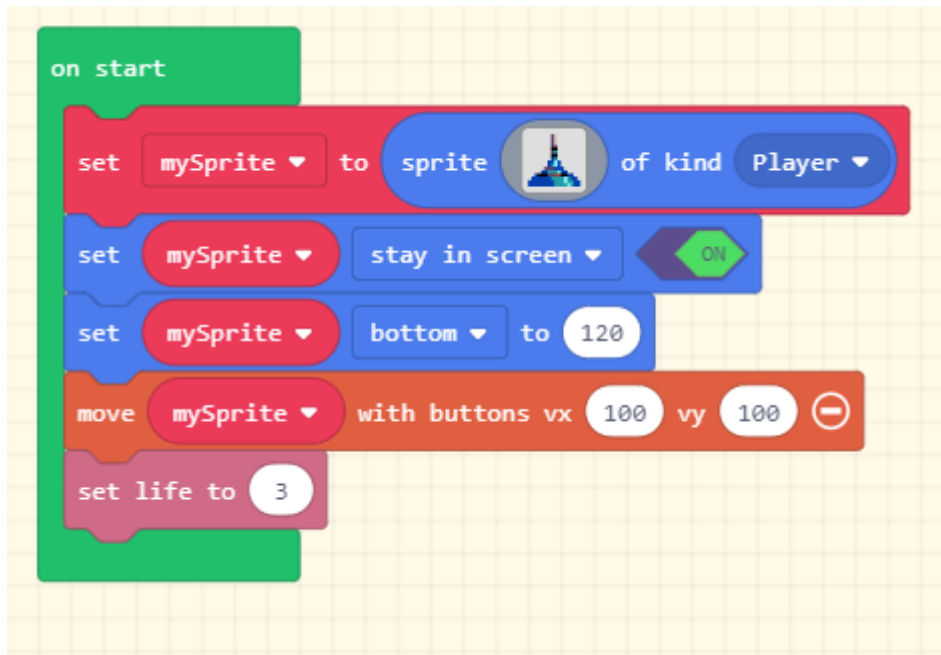 on start
set mySprite to sprite of kind Player
set mySprite stay in screen ON
set mySprite bottom to 120
move mySprite with buttons vx 100 vy 100
set life to 3